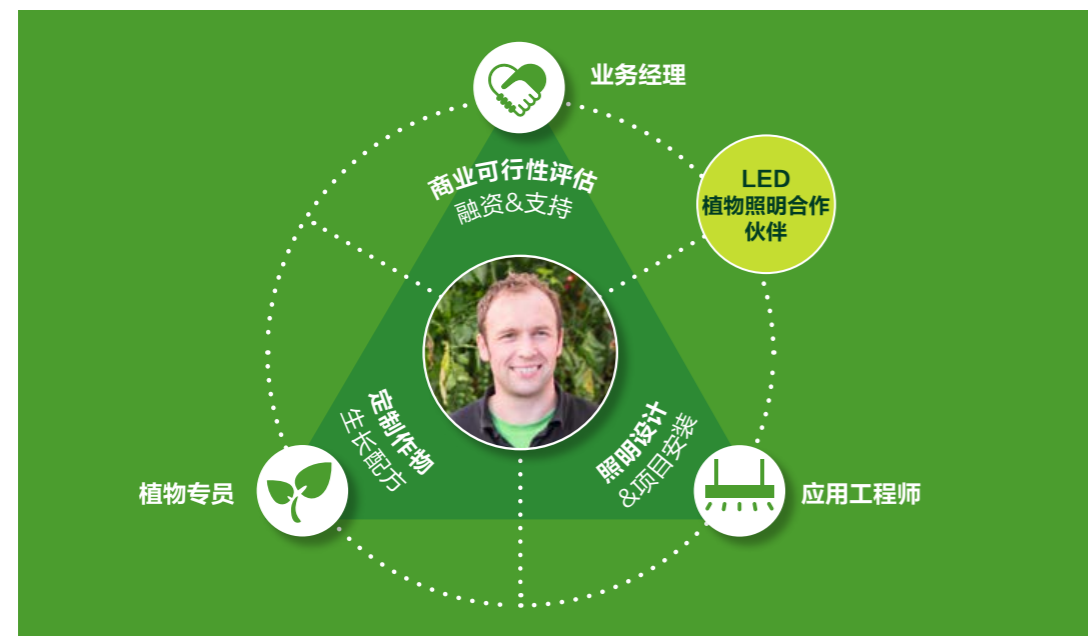 业务经理
LED
植物照明合作
伙伴
商业可行性评估
融资&支持
定制作物
生长配方
照明设计
&项目安装
植物专员
应用工程师